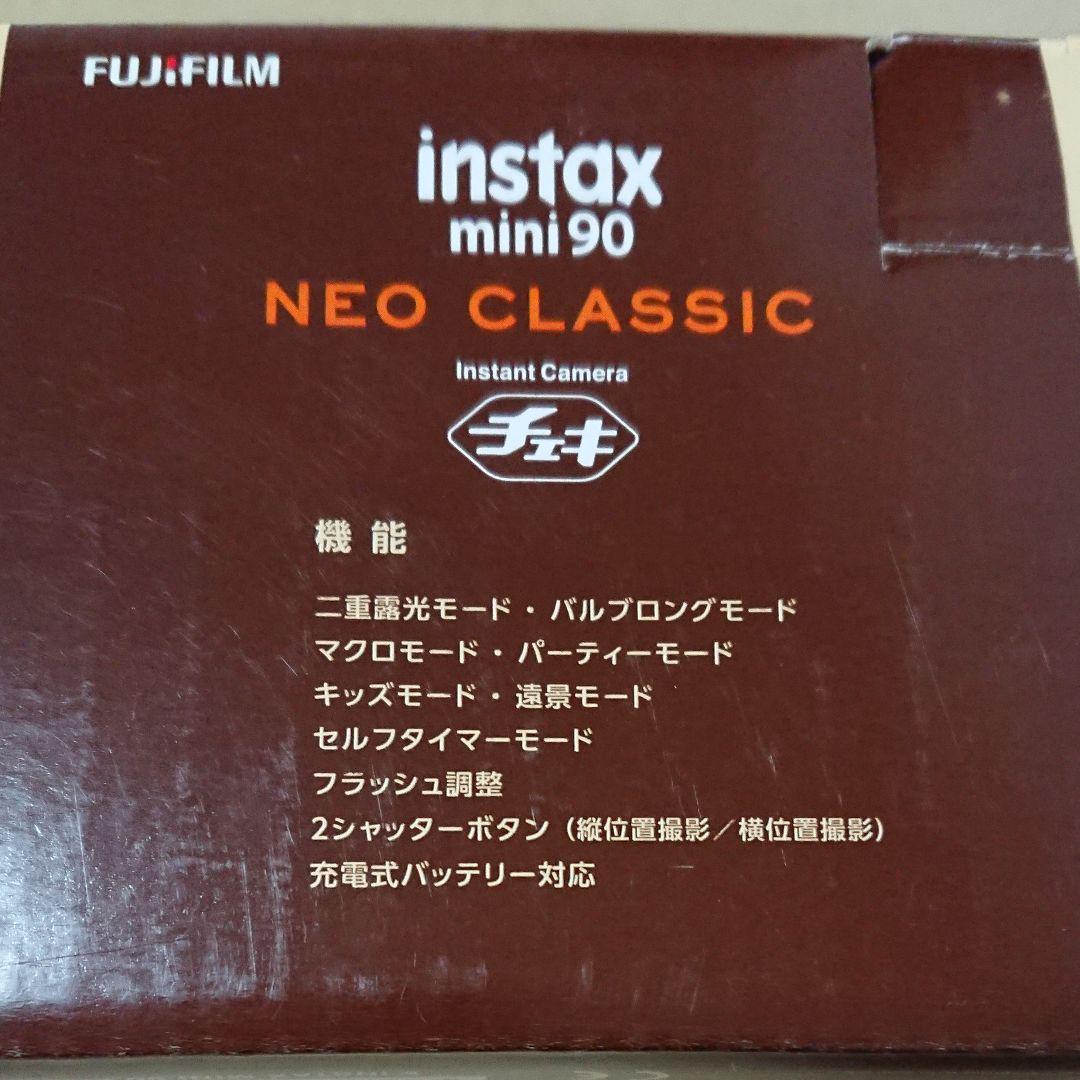 FUJIFILM
instax
mini 90
NEO CLASSIC
Instant Camera
チェキ
機能
二重露光モード・バルブロングモード
マクロモード・パーティーモード
キッズモード・遠景モード
セルフタイマーモード
フラッシュ調整
2シャッターボタン（縦位置撮影／横位置撮影）
充電式バッテリー対応